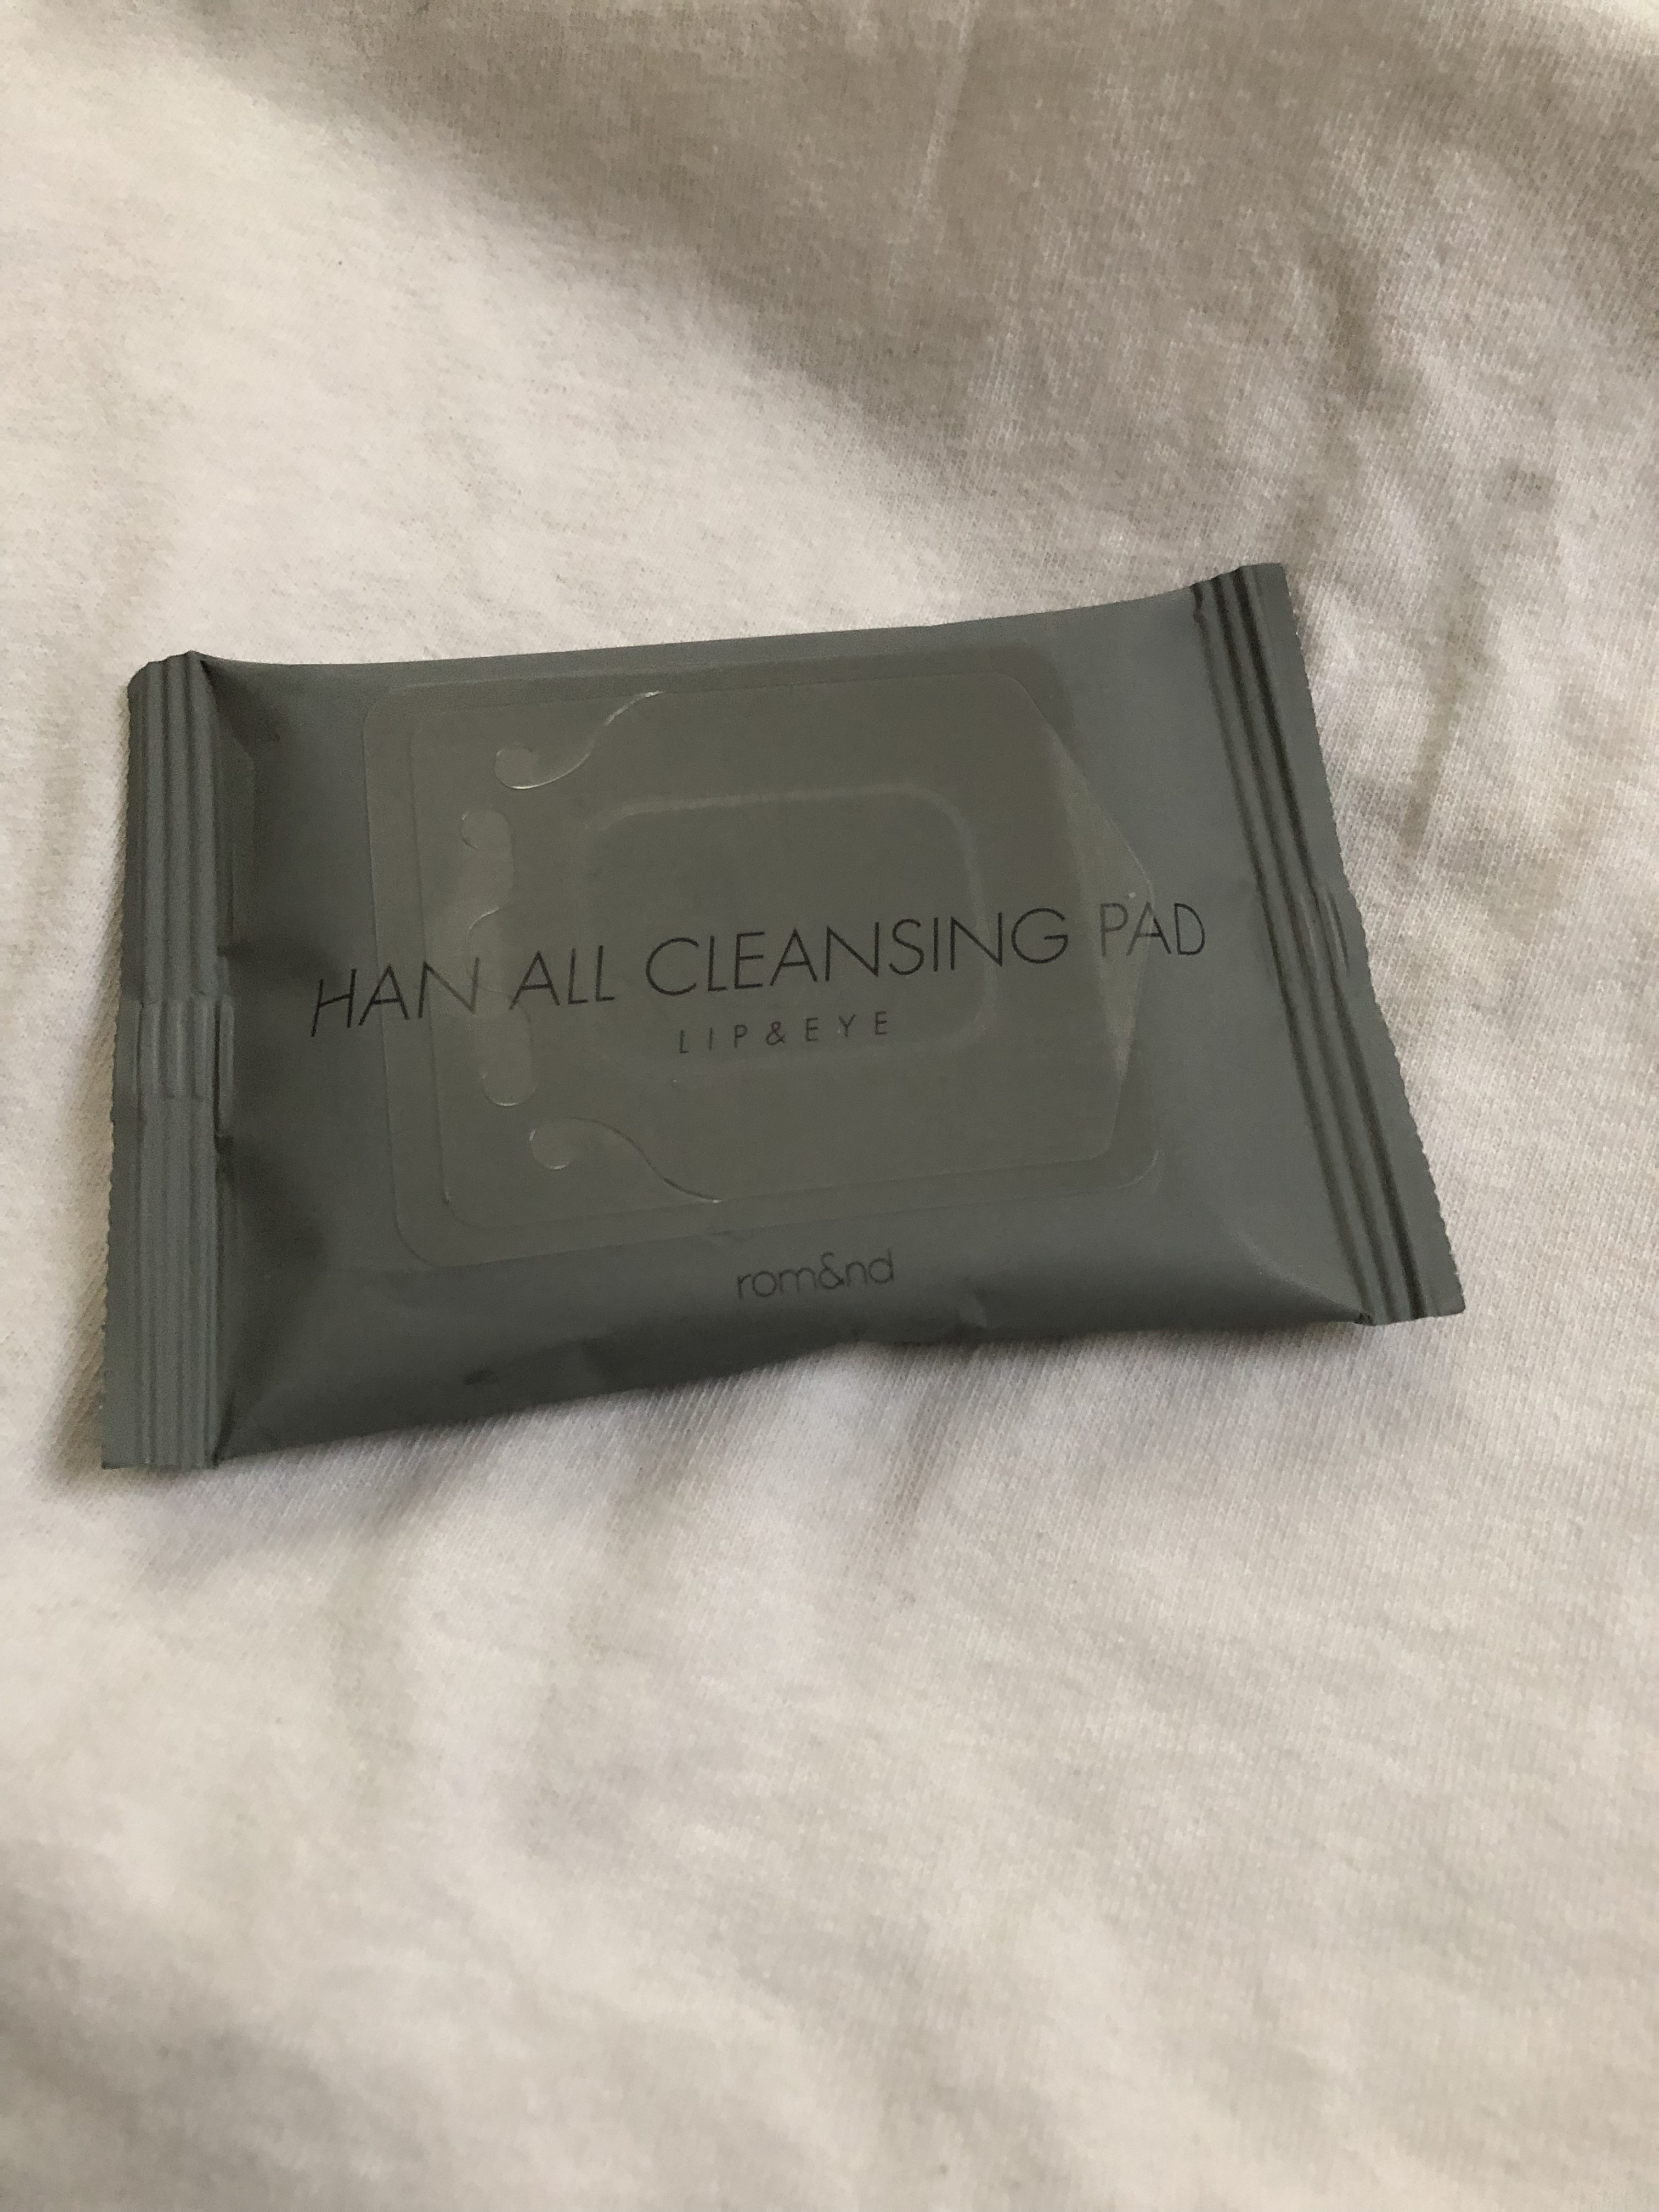 HAN ALL CLEANSING PAD
LIP&EYE
rom&nd